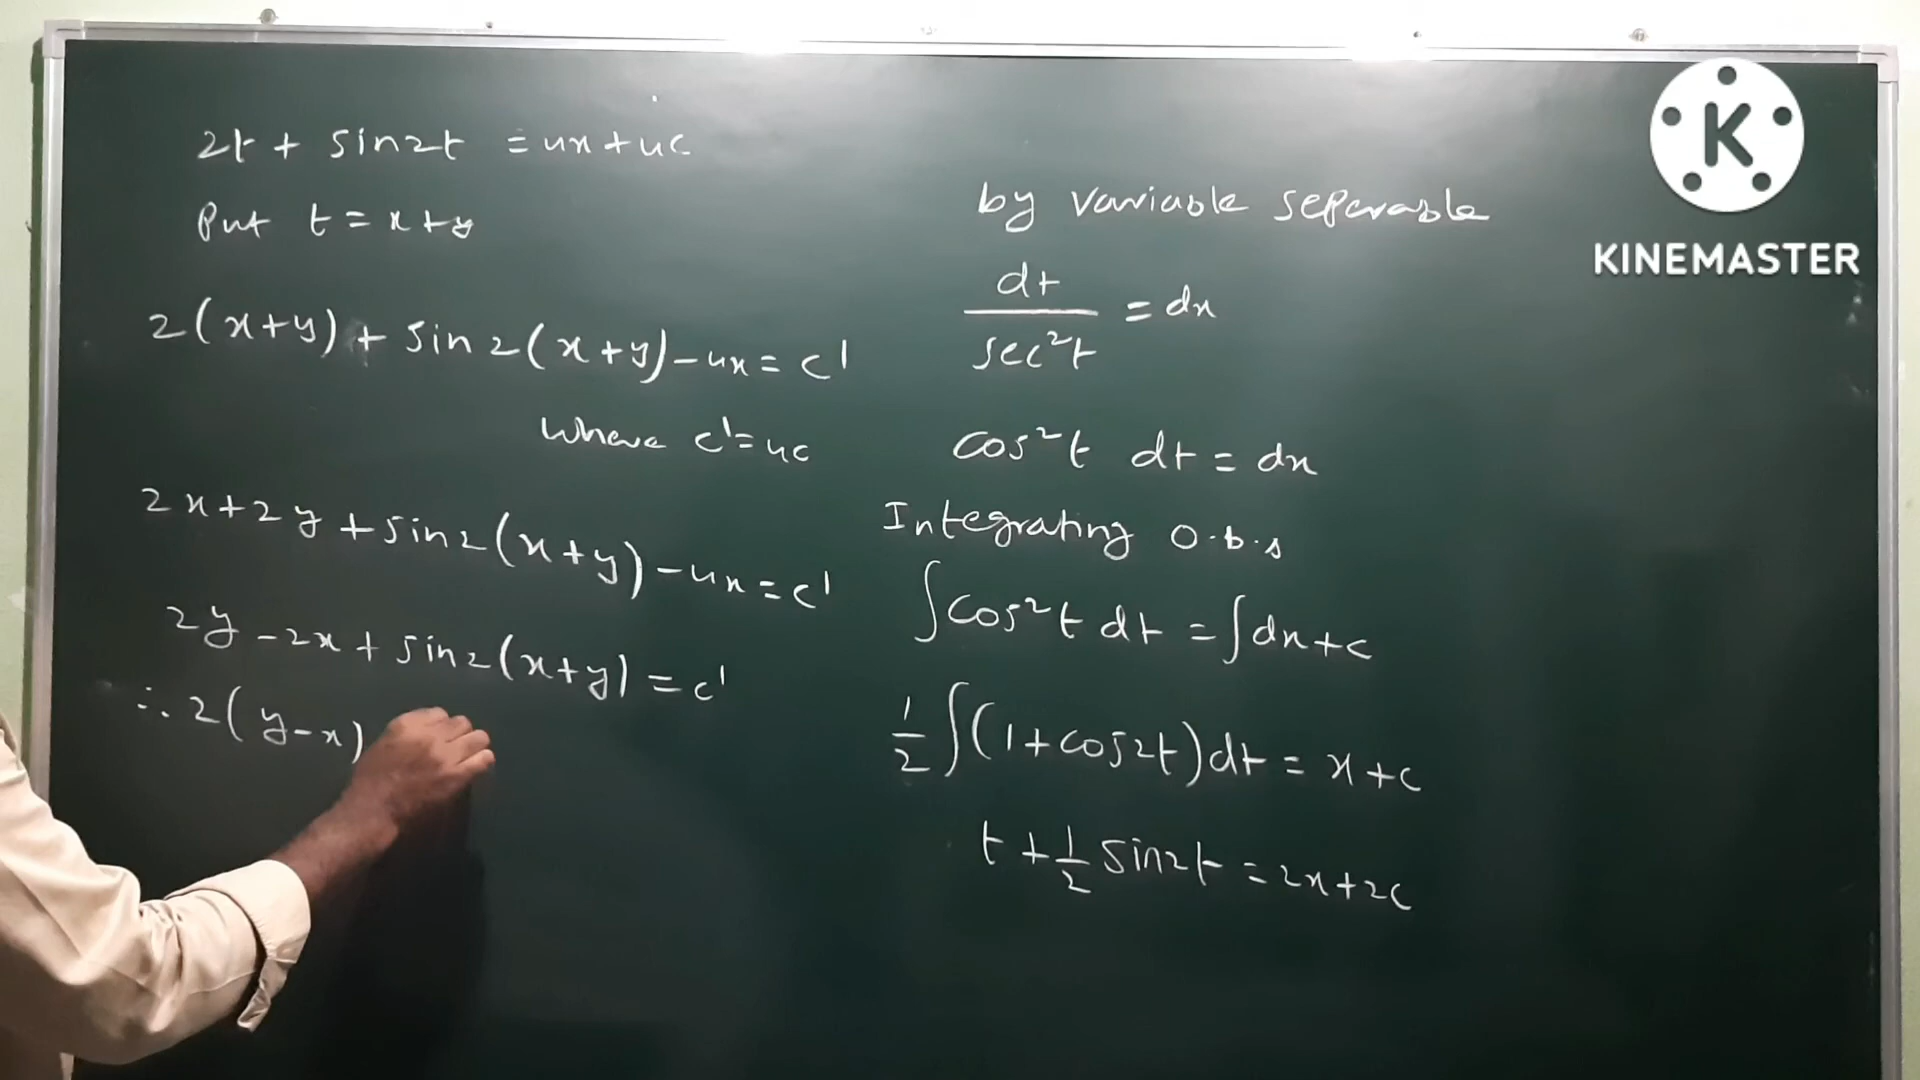 2t + sin2t = 4x+4c
Put t = x+y
2(x+y) + sin2(x+y)-4x = c'
Where c'=4c
2x+2y+sin2(x+y)-4x=c'
2y-2x+sin2(x+y)=c'
∴ 2(y-x)
by variable separable
dt/sec²t = dx
cos²t dt = dx
Integrating o.b.s
∫cos²t dt = ∫dx+c
1/2∫(1+cos2t)dt = x+c
t+1/2 sin2t = 2x+2c
K
KINEMASTER